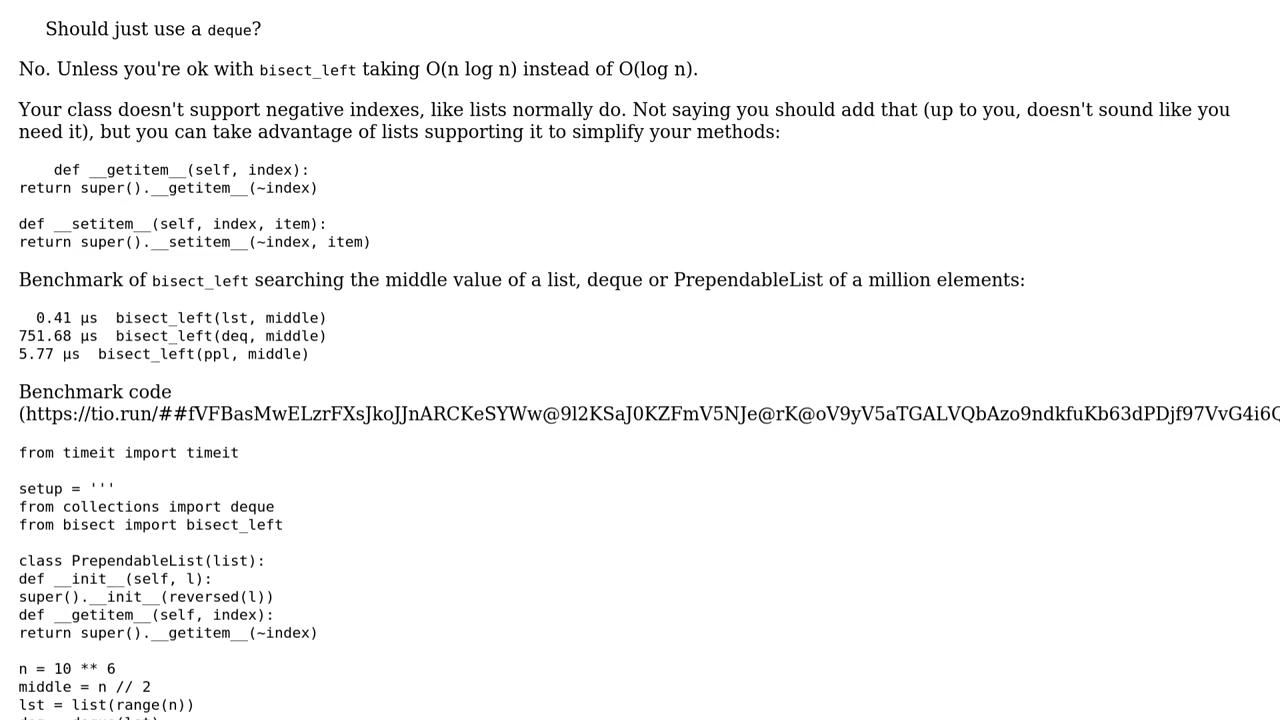 Should just use a deque?
No. Unless you're ok with bisect_left taking O(n log n) instead of O(log n).
Your class doesn't support negative indexes, like lists normally do. Not saying you should add that (up to you, doesn't sound like you
need it), but you can take advantage of lists supporting it to simplify your methods:
def __getitem__(self, index):
return super().__getitem__(~index)
def __setitem__(self, index, item):
return super().__setitem__(~index, item)
Benchmark of bisect_left searching the middle value of a list, deque or PrependableList of a million elements:
0.41 μs  bisect_left(lst, middle)
751.68 μs  bisect_left(deq, middle)
5.77 μs  bisect_left(ppl, middle)
Benchmark code
(https://tio.run/##fVFBasMwELzrFXsJkoJJnARCKeSYWw@9l2KSaJ0KZFmV5NJe@rK@oV9yV5aTGALVQbAzo9ndkfuKb63dPDjf97VvG4i6Q
from timeit import timeit
setup = '''
from collections import deque
from bisect import bisect_left
class PrependableList(list):
def __init__(self, l):
super().__init__(reversed(l))
def __getitem__(self, index):
return super().__getitem__(~index)
n = 10 ** 6
middle = n // 2
lst = list(range(n))